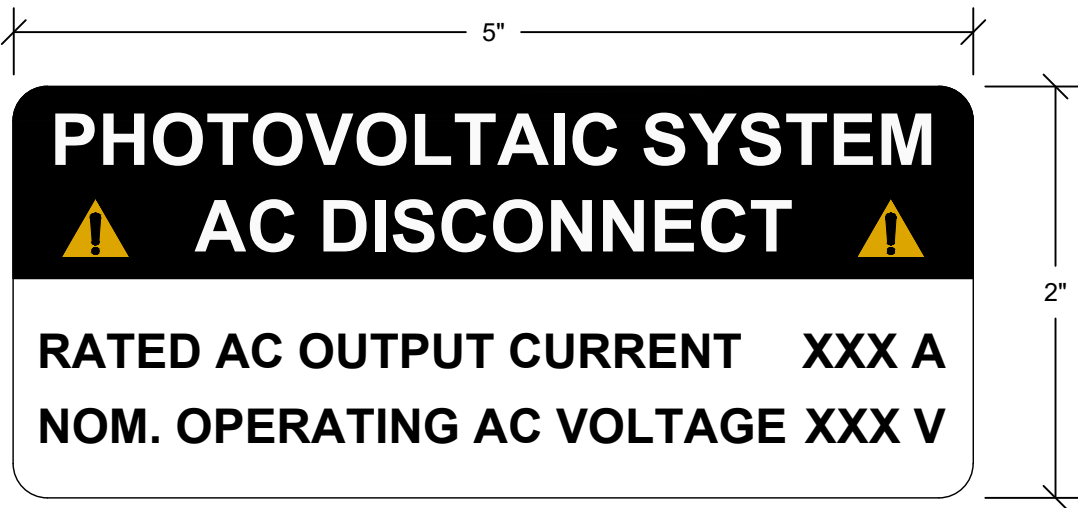 5"
PHOTOVOLTAIC SYSTEM
AC DISCONNECT
2"
RATED AC OUTPUT CURRENT XXX A
NOM. OPERATING AC VOLTAGE XXX V